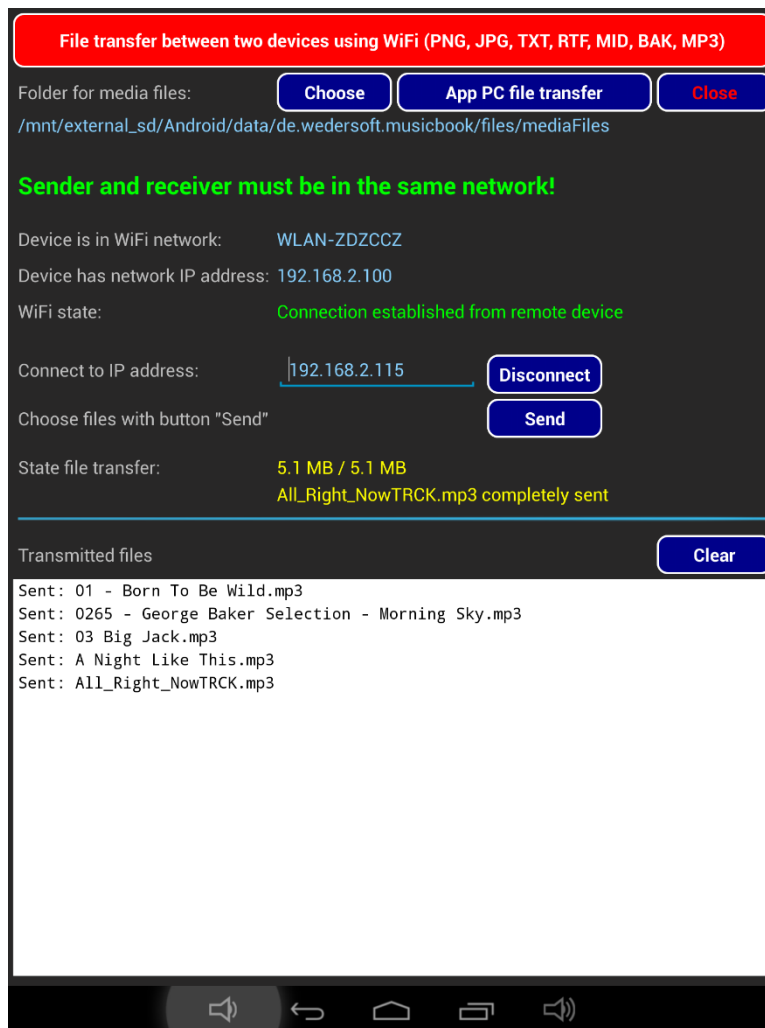 File transfer between two devices using WiFi (PNG, JPG, TXT, RTF, MID, BAK, MP3)
Folder for media files: Choose App PC file transfer Close
/mnt/external_sd/Android/data/de.wedersoft.musicbook/files/mediaFiles
Sender and receiver must be in the same network!
Device is in WiFi network: WLAN-ZDZCCZ
Device has network IP address: 192.168.2.100
WiFi state: Connection established from remote device
Connect to IP address: 192.168.2.115 Disconnect
Choose files with button "Send" Send
State file transfer: 5.1 MB / 5.1 MB
All_Right_NowTRCK.mp3 completely sent
Transmitted files Clear
Sent: 01 - Born To Be Wild.mp3
Sent: 0265 - George Baker Selection - Morning Sky.mp3
Sent: 03 Big Jack.mp3
Sent: A Night Like This.mp3
Sent: All_Right_NowTRCK.mp3